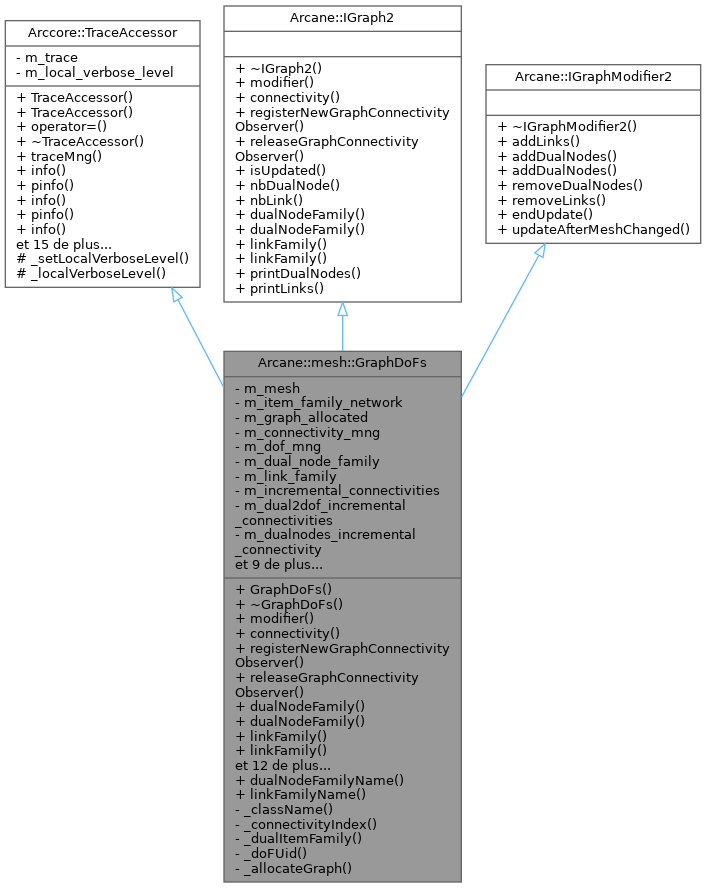 Arccore::TraceAccessor
- m_trace
- m_local_verbose_level
+ TraceAccessor()
+ TraceAccessor()
+ operator=()
+ ~TraceAccessor()
+ traceMng()
+ info()
+ pinfo()
+ info()
+ pinfo()
+ info()
et 15 de plus...
# _setLocalVerboseLevel()
# _localVerboseLevel()
Arcane::IGraph2
+ ~IGraph2()
+ modifier()
+ connectivity()
+ registerNewGraphConnectivity
Observer()
+ releaseGraphConnectivity
Observer()
+ isUpdated()
+ nbDualNode()
+ nbLink()
+ dualNodeFamily()
+ dualNodeFamily()
+ linkFamily()
+ linkFamily()
+ printDualNodes()
+ printLinks()
Arcane::IGraphModifier2
+ ~IGraphModifier2()
+ addLinks()
+ addDualNodes()
+ addDualNodes()
+ removeDualNodes()
+ removeLinks()
+ endUpdate()
+ updateAfterMeshChanged()
Arcane::mesh::GraphDoFs
- m_mesh
- m_item_family_network
- m_graph_allocated
- m_connectivity_mng
- m_dof_mng
- m_dual_node_family
- m_link_family
- m_incremental_connectivities
- m_dual2dof_incremental
_connectivities
- m_dualnodes_incremental
_connectivity
et 9 de plus...
+ GraphDoFs()
+ ~GraphDoFs()
+ modifier()
+ connectivity()
+ registerNewGraphConnectivity
Observer()
+ releaseGraphConnectivity
Observer()
+ dualNodeFamily()
+ dualNodeFamily()
+ linkFamily()
+ linkFamily()
et 12 de plus...
+ dualNodeFamilyName()
+ linkFamilyName()
- _className()
- _connectivityIndex()
- _dualItemFamily()
- _doFUid()
- _allocateGraph()